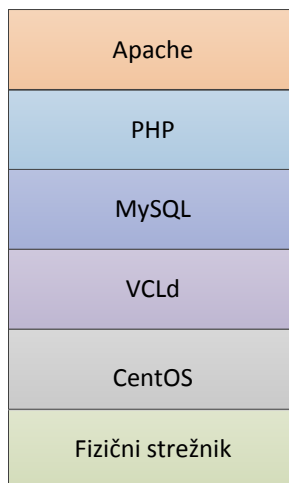 Apache
PHP
MySQL
VCLd
CentOS
Fizični strežnik